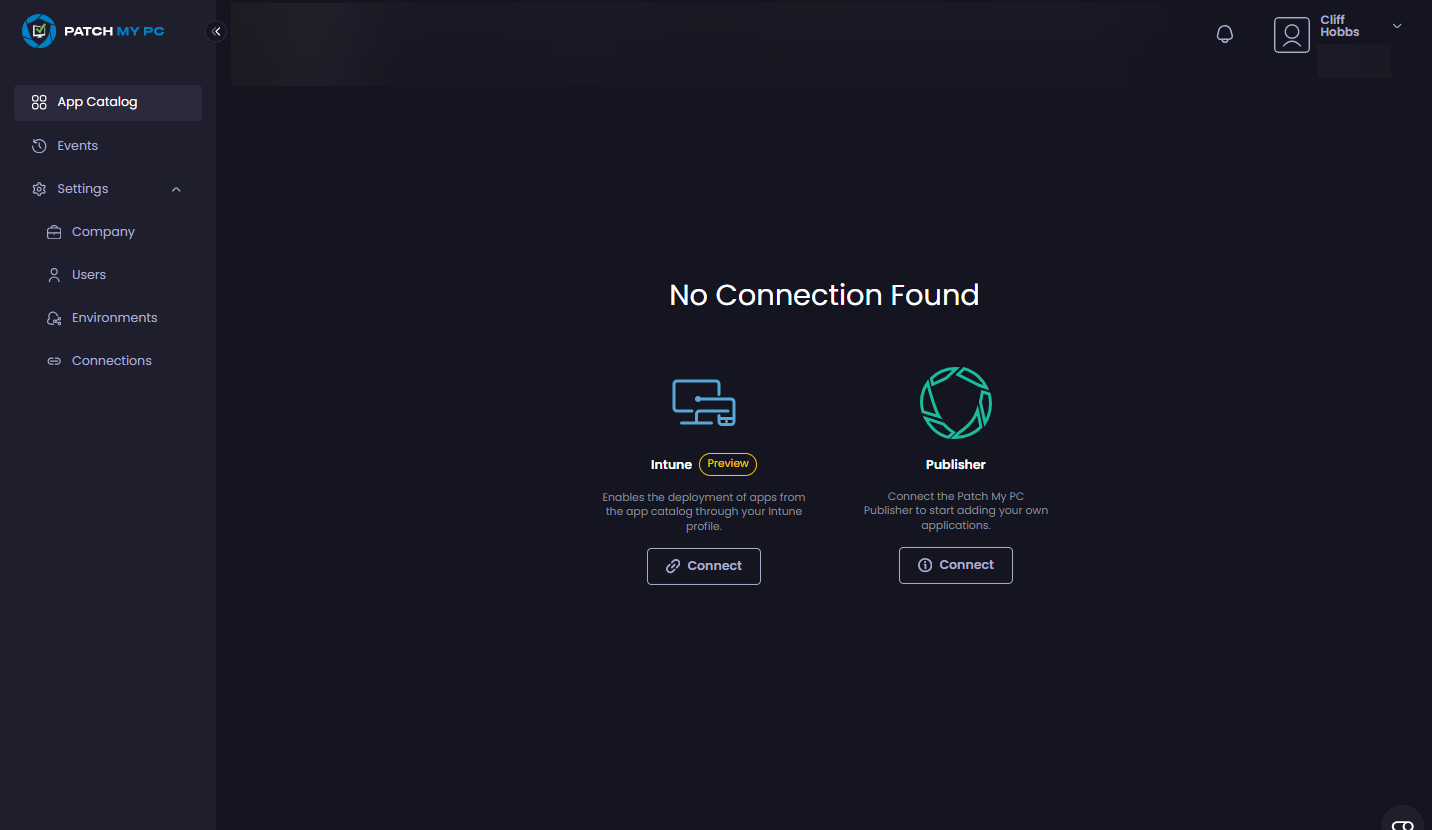 PATCH MY PC
Cliff
Hobbs
App Catalog
Events
Settings
Company
Users
Environments
Connections
No Connection Found
Intune Preview
Enables the deployment of apps from
the app catalog through your Intune
profile.
Connect
Publisher
Connect the Patch My PC
Publisher to start adding your own
applications.
Connect